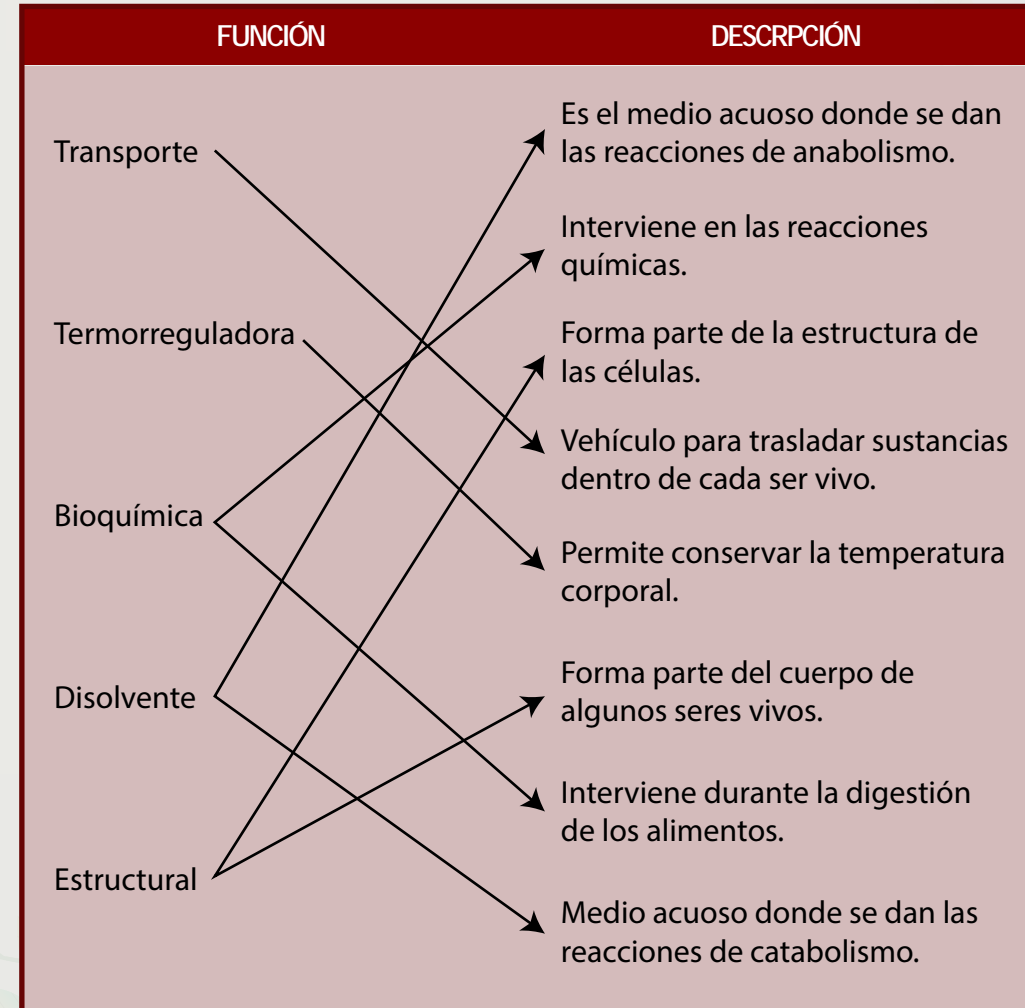 FUNCIÓN
DESCRPCIÓN
Transporte
Termorreguladora
Bioquímica
Disolvente
Estructural
Es el medio acuoso donde se dan
las reacciones de anabolismo.
Interviene en las reacciones
químicas.
Forma parte de la estructura de
las células.
Vehículo para trasladar sustancias
dentro de cada ser vivo.
Permite conservar la temperatura
corporal.
Forma parte del cuerpo de
algunos seres vivos.
Interviene durante la digestión
de los alimentos.
Medio acuoso donde se dan las
reacciones de catabolismo.